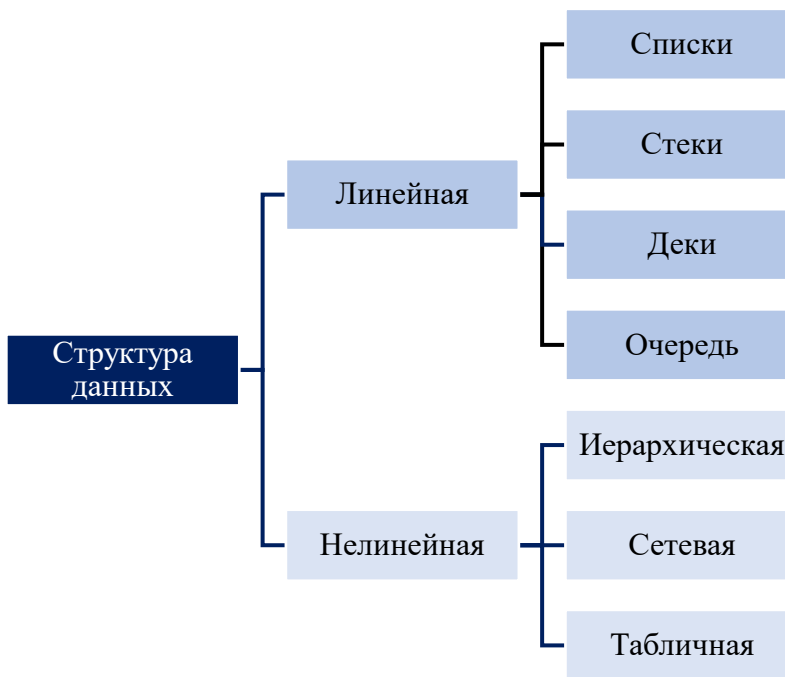 Структура
данных
Линейная
Списки
Стеки
Деки
Очередь
Нелинейная
Иерархическая
Сетевая
Табличная